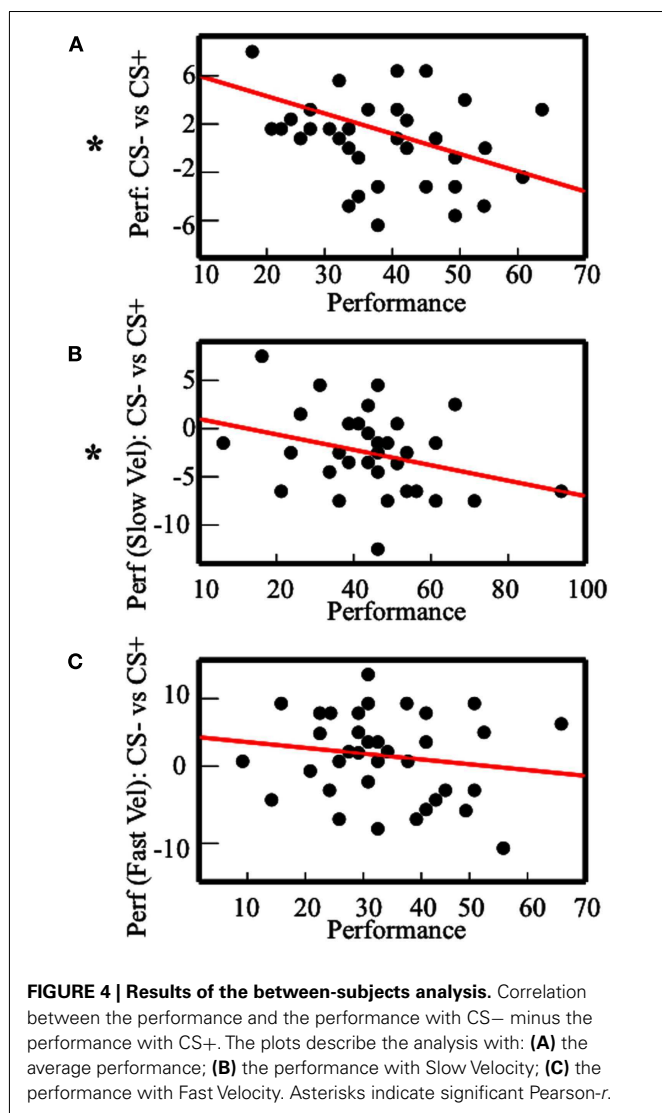 A
Perf: CS- vs CS+
*
6
2
-2
-6
10 20 30 40 50 60 70
Performance
B
Perf (Slow Vel): CS- vs CS+
*
5
0
-5
-10
10 40 60 80 100
Performance
C
Perf (Fast Vel): CS- vs CS+
10
0
-10
10 20 30 40 50 60 70
Performance
FIGURE 4 | Results of the between-subjects analysis. Correlation
between the performance and the performance with CS− minus the
performance with CS+. The plots describe the analysis with: (A) the
average performance; (B) the performance with Slow Velocity; (C) the
performance with Fast Velocity. Asterisks indicate significant Pearson-r.